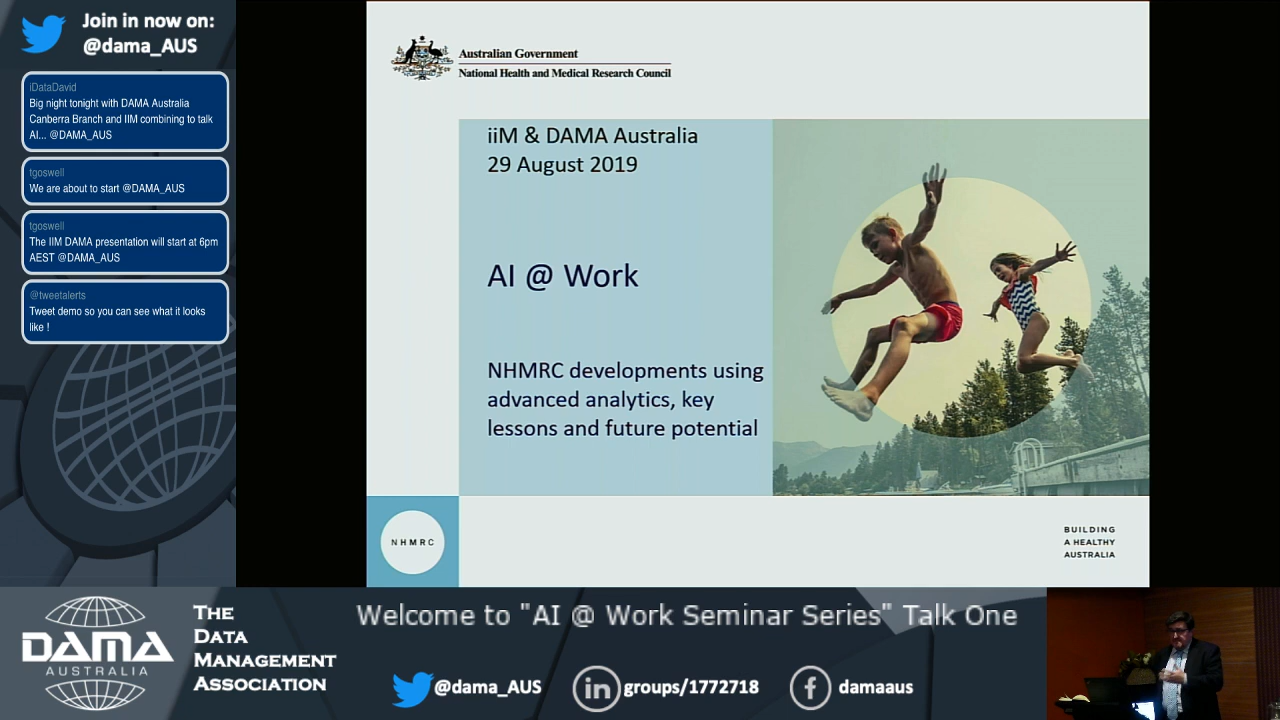 Join in now on:
@dama_AUS
iDataDavid
Big night tonight with DAMA Australia
Canberra Branch and IIM combining to talk
AI... @DAMA_AUS
tgoswell
We are about to start @DAMA_AUS
tgoswell
The IIM DAMA presentation will start at 6pm
AEST @DAMA_AUS
@tweetalerts
Tweet demo so you can see what it looks
like !
Australian Government
National Health and Medical Research Council
iiM & DAMA Australia
29 August 2019
AI @ Work
NHMRC developments using
advanced analytics, key
lessons and future potential
NHMRC
BUILDING
A HEALTHY
AUSTRALIA
DAMA
AUSTRALIA
THE
DATA
MANAGEMENT
ASSOCIATION
Welcome to "AI @ Work Seminar Series" Talk One
@dama_AUS
in groups/1772718
f damaaus